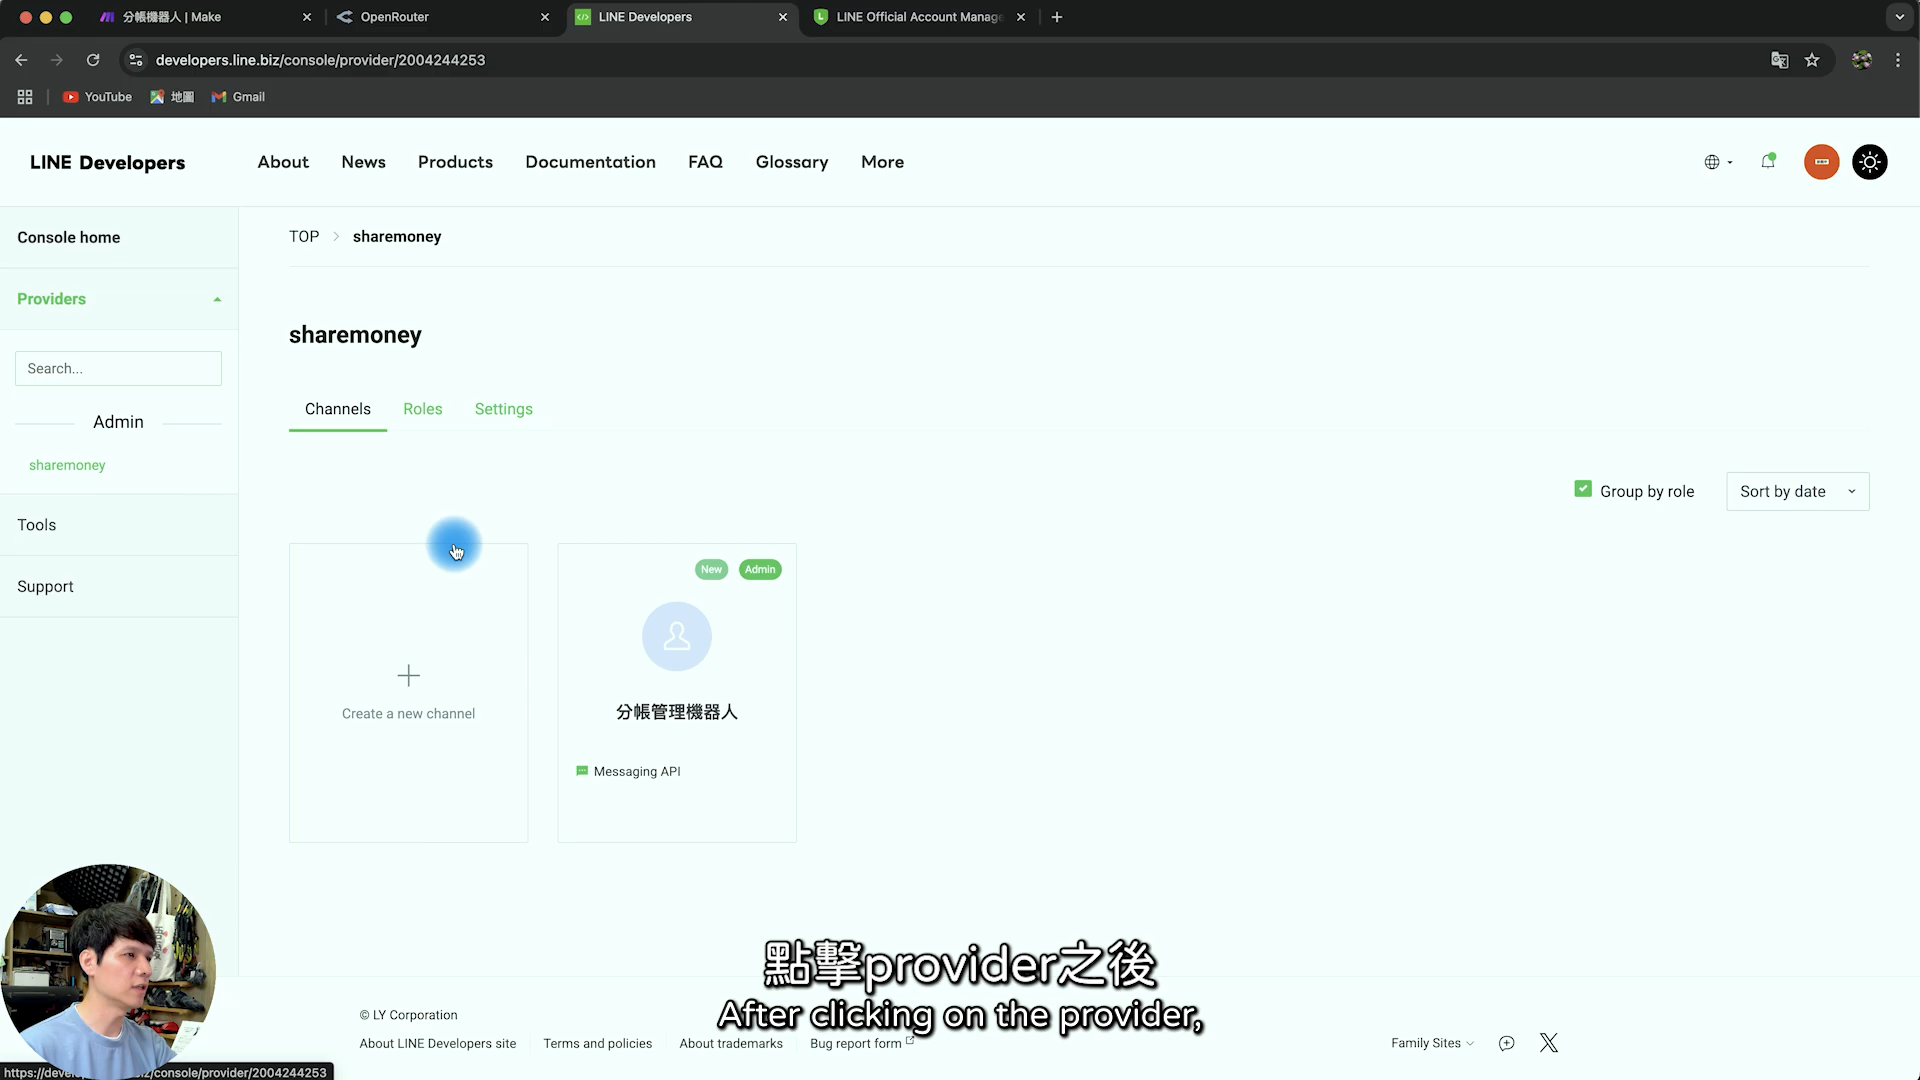 分帳機器人 | Make
OpenRouter
LINE Developers
LINE Official Account Manage
developers.line.biz/console/provider/2004244253
YouTube
地圖
Gmail
LINE Developers
About
News
Products
Documentation
FAQ
Glossary
More
Console home
Providers
Search...
Admin
sharemoney
Tools
Support
TOP
sharemoney
sharemoney
Channels
Roles
Settings
Group by role
Sort by date
Create a new channel
New
Admin
分帳管理機器人
Messaging API
點擊provider之後
After clicking on the provider,
© LY Corporation
About LINE Developers site
Terms and policies
About trademarks
Bug report form
Family Sites
https://develo
z/console/provider/2004244253